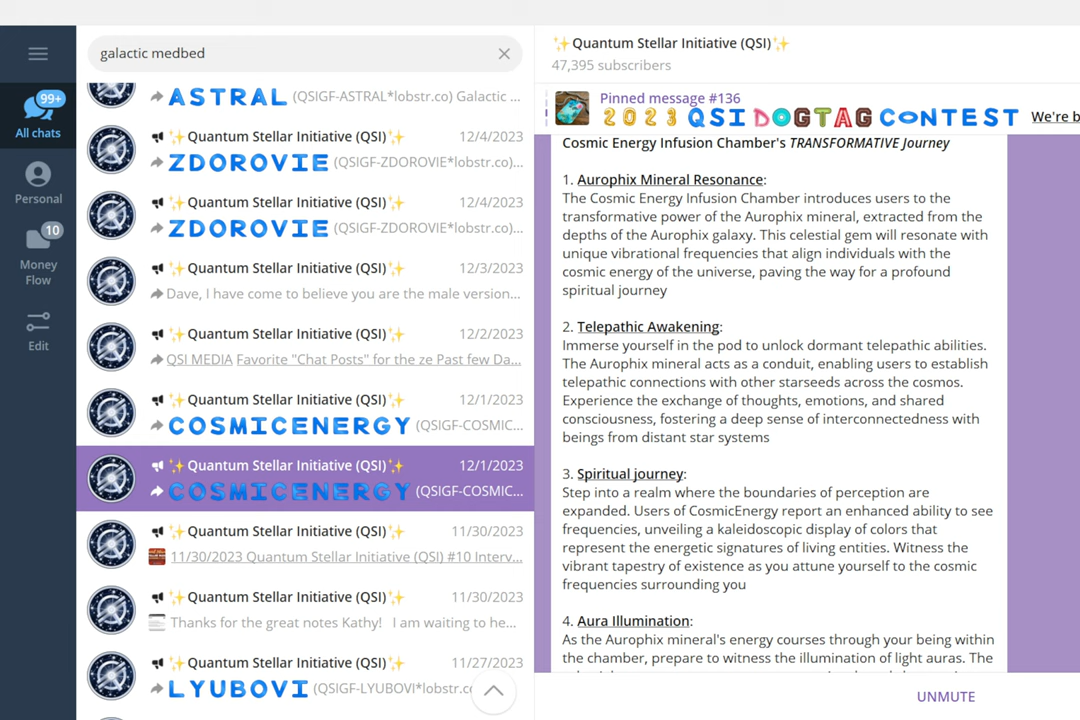 galactic medbed
99+
All chats
Personal
10
Money
Flow
Edit
ASTRAL (QSIGF-ASTRAL*lobstr.co) Galactic ...
✨Quantum Stellar Initiative (QSI)✨ 12/4/2023
ZDOROVIE (QSIGF-ZDOROVIE*lobstr.co)...
✨Quantum Stellar Initiative (QSI)✨ 12/4/2023
ZDOROVIE (QSIGF-ZDOROVIE*lobstr.co)...
✨Quantum Stellar Initiative (QSI)✨ 12/3/2023
Dave, I have come to believe you are the male version...
✨Quantum Stellar Initiative (QSI)✨ 12/2/2023
QSI MEDIA Favorite "Chat Posts" for the ze Past few Da...
✨Quantum Stellar Initiative (QSI)✨ 12/1/2023
COSMICENERGY (QSIGF-COSMIC...
✨Quantum Stellar Initiative (QSI)✨ 12/1/2023
COSMICENERGY (QSIGF-COSMIC...
✨Quantum Stellar Initiative (QSI)✨ 11/30/2023
11/30/2023 Quantum Stellar Initiative (QSI) #10 Interv...
✨Quantum Stellar Initiative (QSI)✨ 11/30/2023
Thanks for the great notes Kathy! I am waiting to he...
✨Quantum Stellar Initiative (QSI)✨ 11/27/2023
LYUBOVI (QSIGF-LYUBOVI*lobstr.co
✨Quantum Stellar Initiative (QSI)✨
47,395 subscribers
Pinned message #136
2023 QSI DOGTAG CONTEST We're b
Cosmic Energy Infusion Chamber's TRANSFORMATIVE Journey
1. Aurophix Mineral Resonance:
The Cosmic Energy Infusion Chamber introduces users to the
transformative power of the Aurophix mineral, extracted from the
depths of the Aurophix galaxy. This celestial gem will resonate with
unique vibrational frequencies that align individuals with the
cosmic energy of the universe, paving the way for a profound
spiritual journey
2. Telepathic Awakening:
Immerse yourself in the pod to unlock dormant telepathic abilities.
The Aurophix mineral acts as a conduit, enabling users to establish
telepathic connections with other starseeds across the cosmos.
Experience the exchange of thoughts, emotions, and shared
consciousness, fostering a deep sense of interconnectedness with
beings from distant star systems
3. Spiritual journey:
Step into a realm where the boundaries of perception are
expanded. Users of CosmicEnergy report an enhanced ability to see
frequencies, unveiling a kaleidoscopic display of colors that
represent the energetic signatures of living entities. Witness the
vibrant tapestry of existence as you attune yourself to the cosmic
frequencies surrounding you
4. Aura Illumination:
As the Aurophix mineral's energy courses through your being within
the chamber, prepare to witness the illumination of light auras. The
UNMUTE